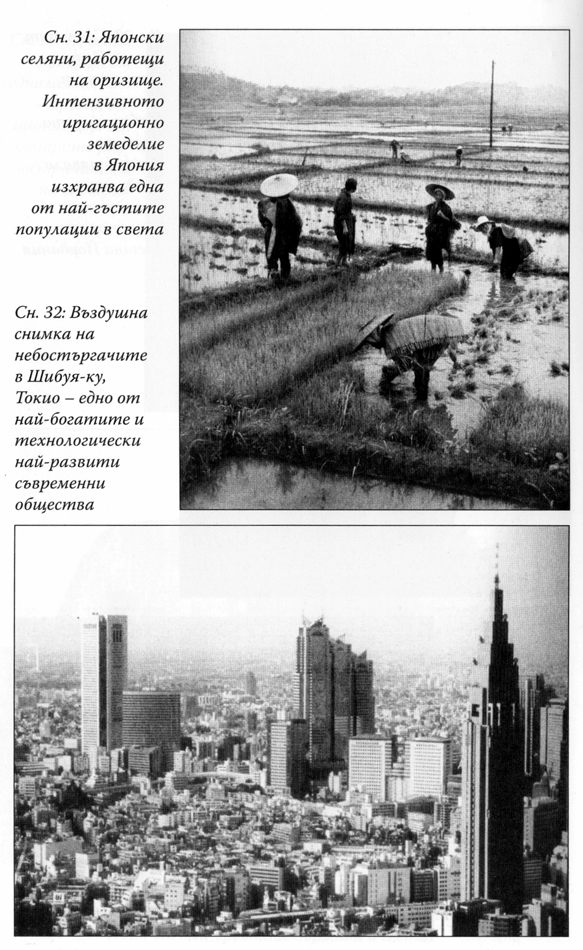 Сн. 31: Японски
селяни, работещи
на оризище.
Интензивното
иригационно
земеделие
в Япония
изхранва една
от най-гъстите
популации в света
Сн. 32: Въздушна
снимка на
небостъргачите
в Шибуя-ку,
Токио – едно от
най-богатите и
технологически
най-развити
съвременни
общества